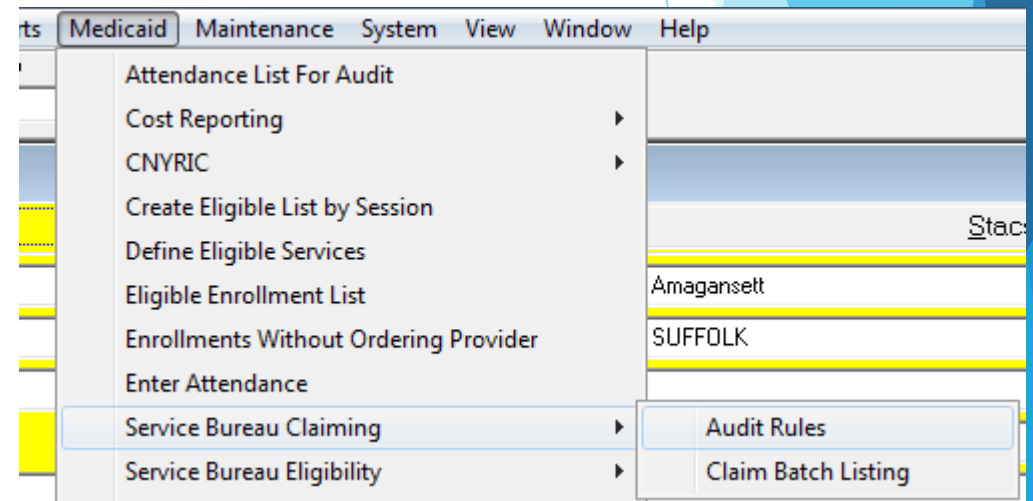 Medicaid Maintenance System View Window Help
Attendance List For Audit
Cost Reporting
CNYRIC
Create Eligible List by Session
Define Eligible Services
Eligible Enrollment List
Amagansett
Enrollments Without Ordering Provider
SUFFOLK
Enter Attendance
Service Bureau Claiming
Audit Rules
Service Bureau Eligibility
Claim Batch Listing